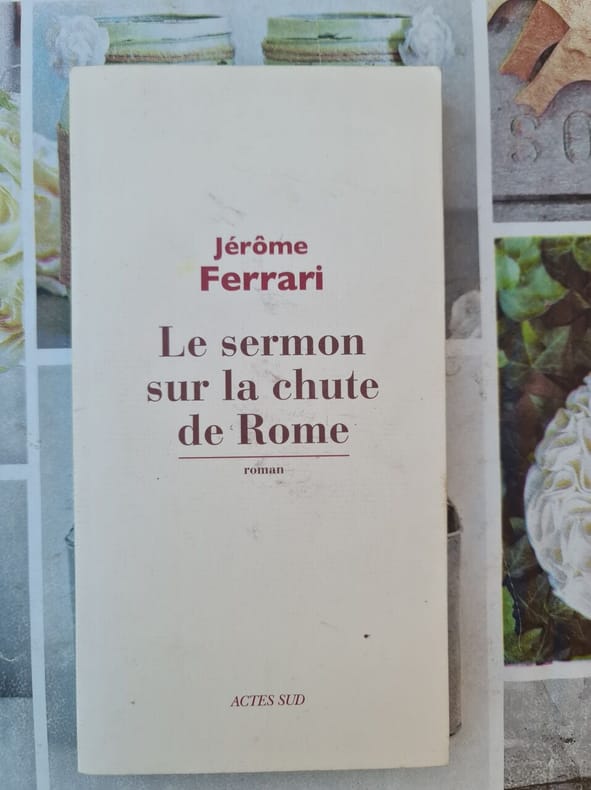 Jérôme
Ferrari
Le sermon
sur la chute
de Rome
roman
ACTES SUD